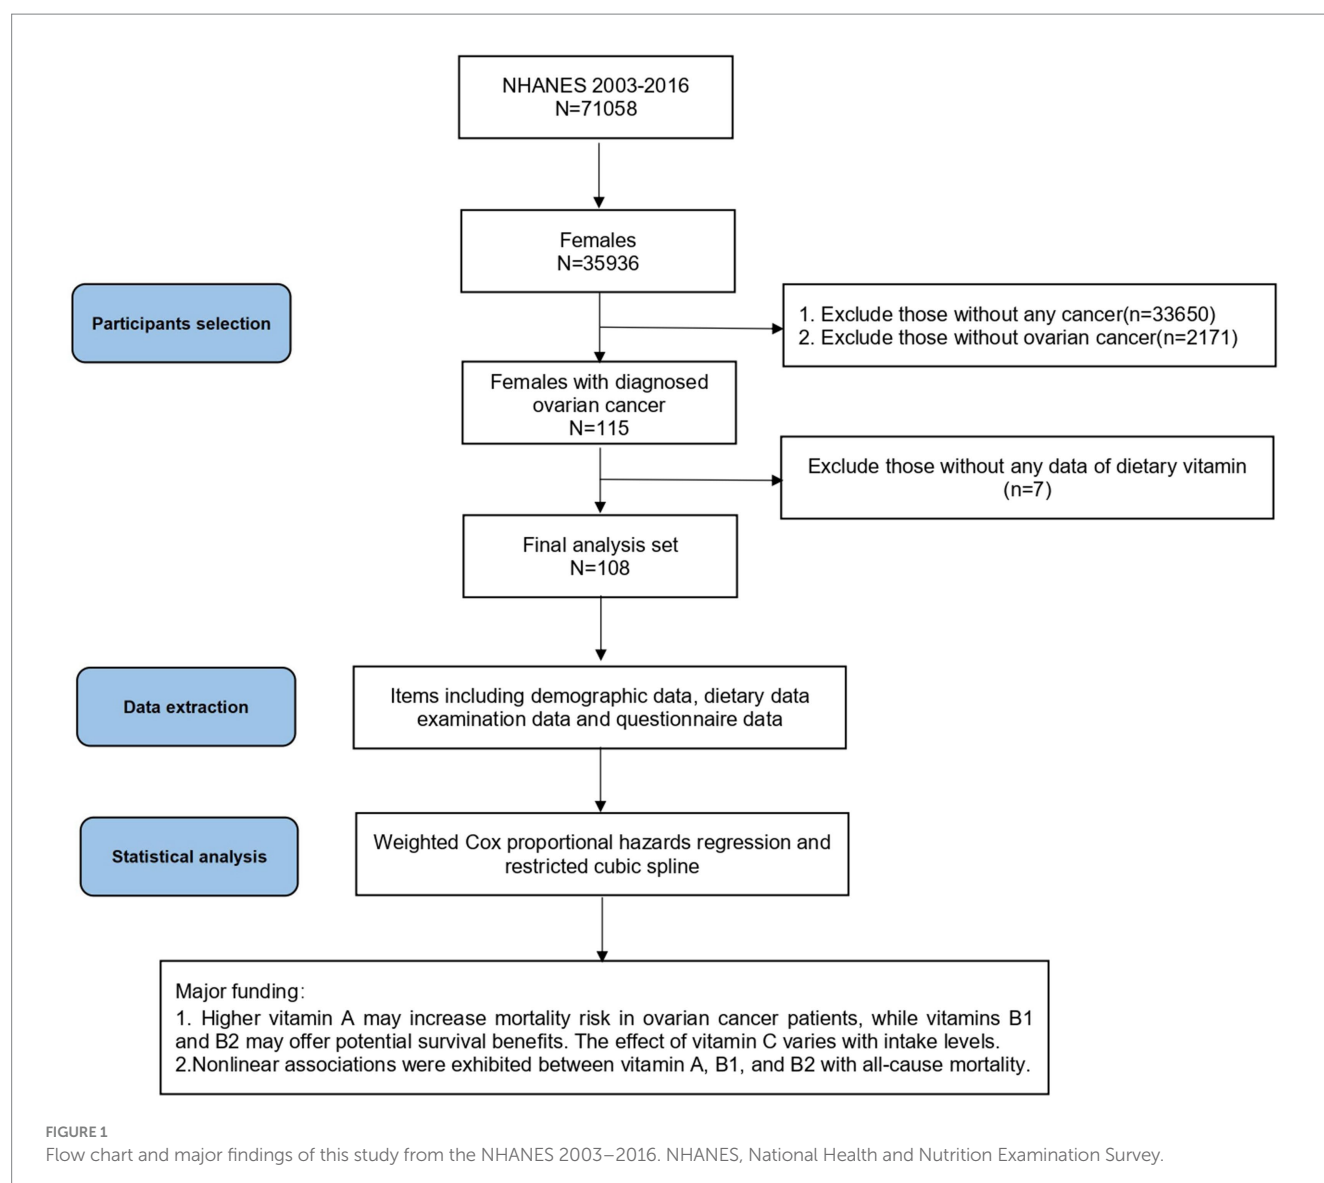 NHANES 2003-2016
N=71058
Females
N=35936
Participants selection
1. Exclude those without any cancer(n=33650)
2. Exclude those without ovarian cancer(n=2171)
Females with diagnosed
ovarian cancer
N=115
Exclude those without any data of dietary vitamin
(n=7)
Final analysis set
N=108
Data extraction
Items including demographic data, dietary data
examination data and questionnaire data
Statistical analysis
Weighted Cox proportional hazards regression and
restricted cubic spline
Major funding:
1. Higher vitamin A may increase mortality risk in ovarian cancer patients, while vitamins B1
and B2 may offer potential survival benefits. The effect of vitamin C varies with intake levels.
2.Nonlinear associations were exhibited between vitamin A, B1, and B2 with all-cause mortality.
FIGURE 1
Flow chart and major findings of this study from the NHANES 2003–2016. NHANES, National Health and Nutrition Examination Survey.